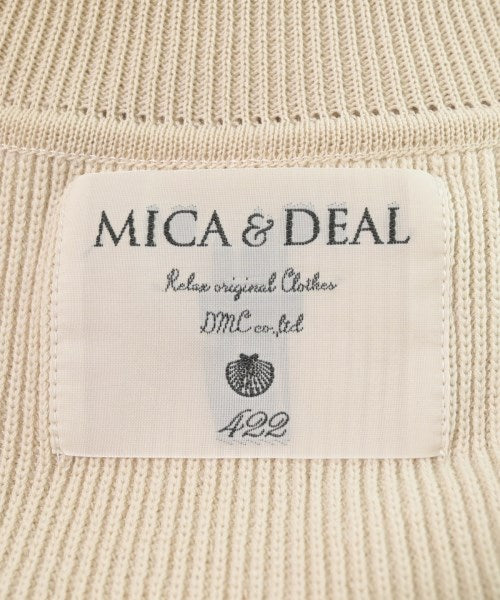 MICA & DEAL
Relax original Clothes
DMC co.,ltd
422